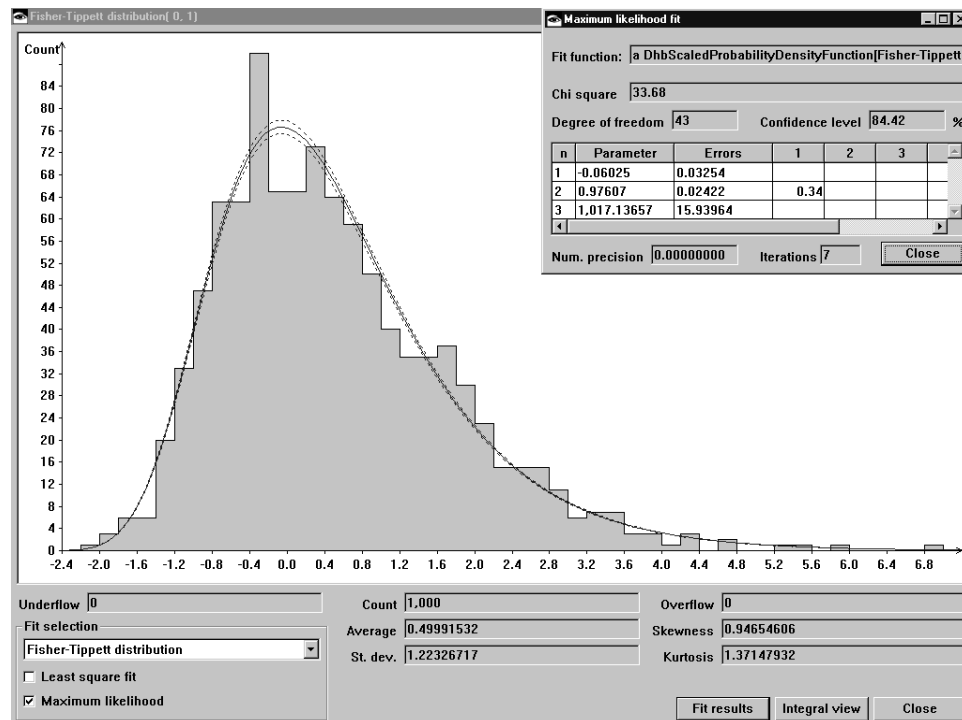 Fisher-Tippett distribution( 0, 1)
Count
84
80
76
72
68
64
60
56
52
48
44
40
36
32
28
24
20
16
12
8
4
0
-2.4 -2.0 -1.6 -1.2 -0.8 -0.4 0.0 0.4 0.8 1.2 1.6 2.0 2.4 2.8 3.2 3.6 4.0 4.4 4.8 5.2 5.6 6.0 6.4 6.8
Maximum likelihood fit
Fit function: a DhbScaledProbabilityDensityFunction[Fisher-Tippett
Chi square 33.68
Degree of freedom 43 Confidence level 84.42 %
n Parameter Errors 1 2 3
1 -0.06025 0.03254
2 0.97607 0.02422 0.34
3 1,017.13657 15.93964
Num. precision 0.00000000 Iterations 7 Close
Underflow 0 Count 1,000 Overflow 0
Fit selection
Average 0.49991532 Skewness 0.94654606
Fisher-Tippett distribution
St. dev. 1.22326717 Kurtosis 1.37147932
Least square fit
Maximum likelihood
Fit results Integral view Close